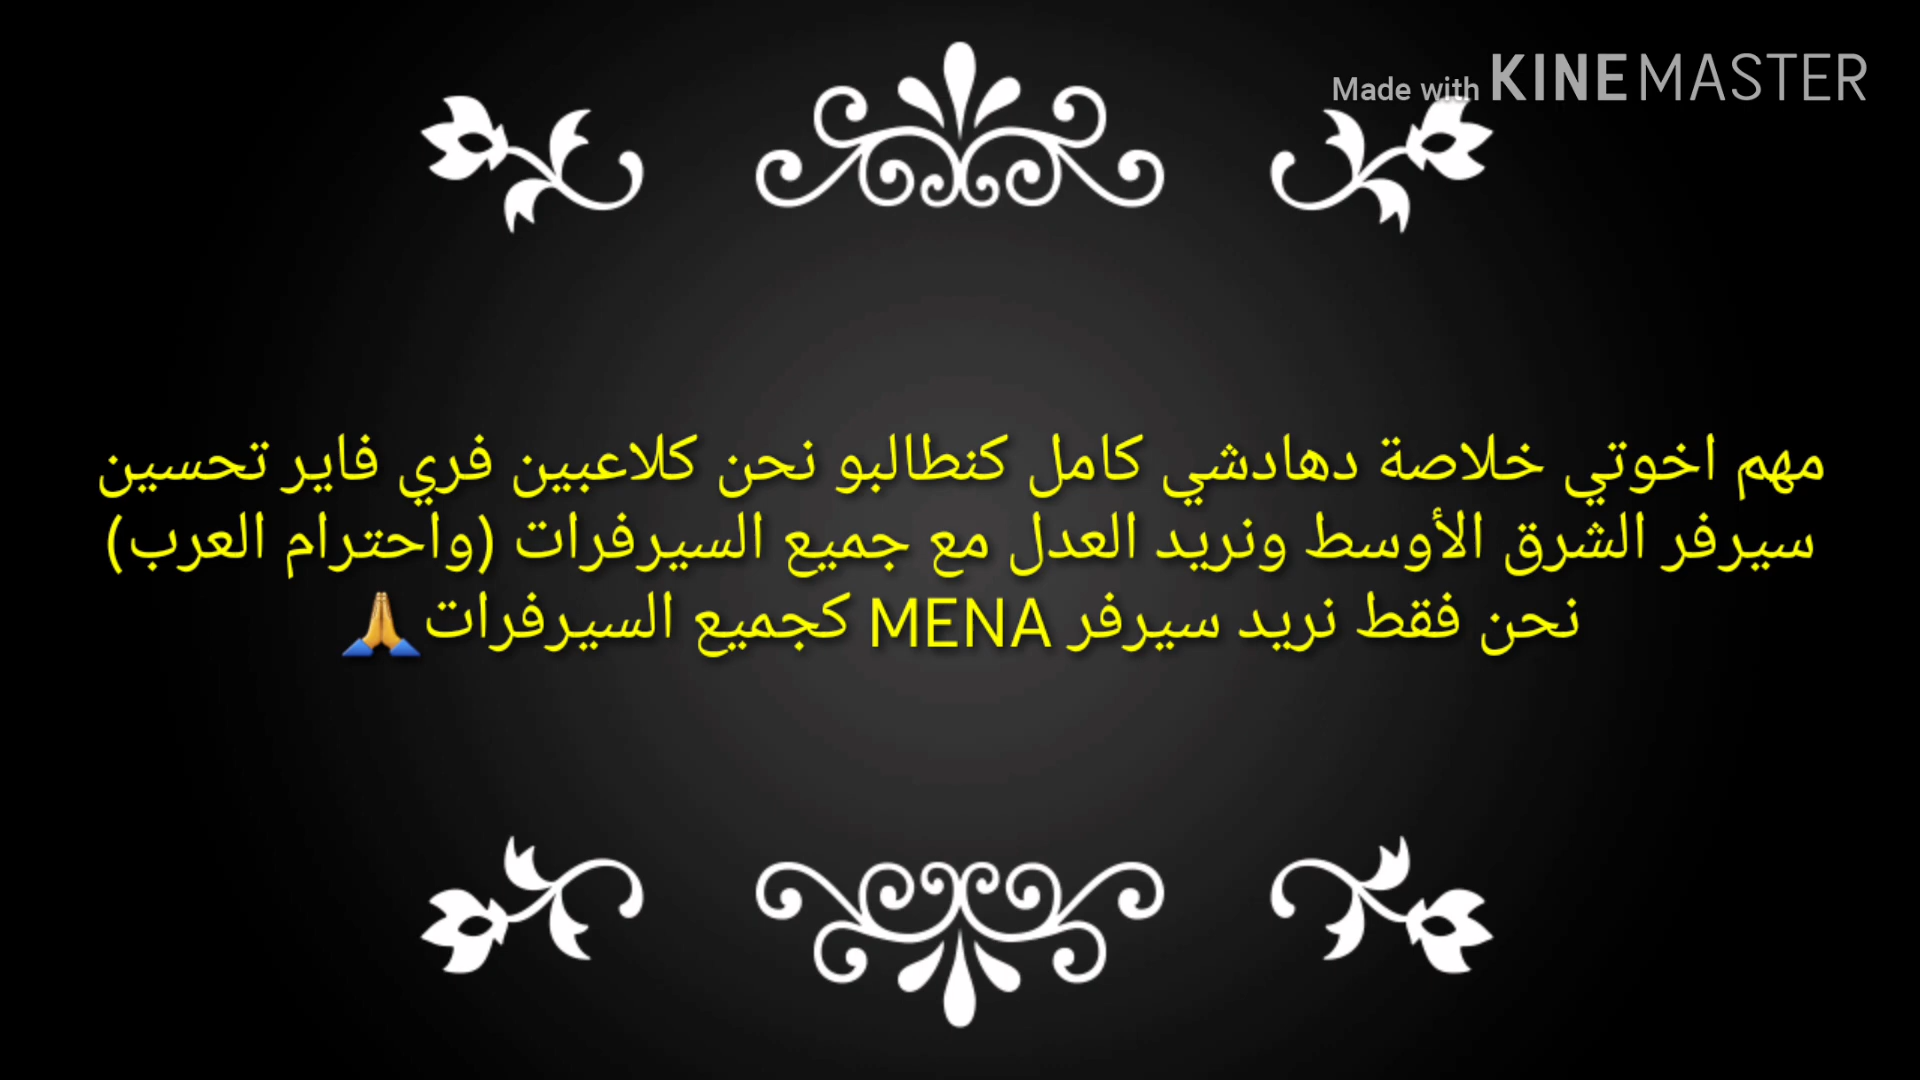 Made with KINEMASTER
مهم اخوتي خلاصة دهادشي كامل كنطالبو نحن كلاعبين فري فاير تحسين
سيرفر الشرق الأوسط ونريد العدل مع جميع السيرفرات (واحترام العرب)
نحن فقط نريد سيرفر MENA كجميع السيرفرات🙏